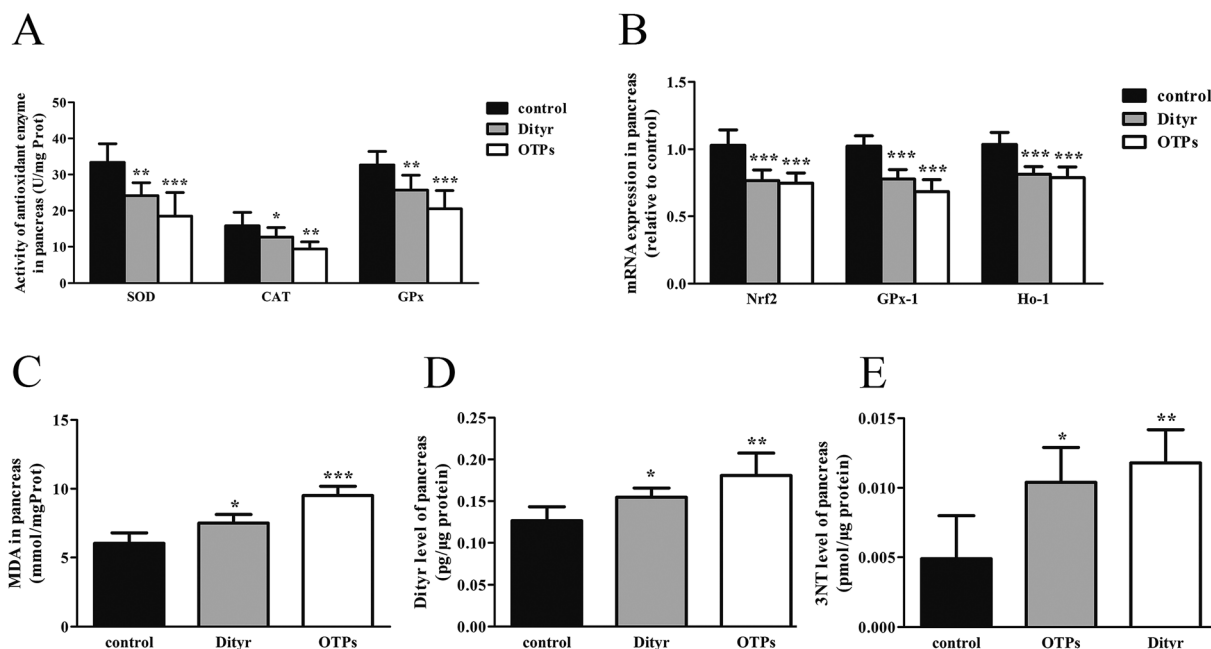 A
Activity of antioxidant enzyme
in pancreas (U/mg Prot)
50
40
30
20
10
0
** *** * ** ** ***
SOD CAT GPx
control
Dityr
OTPs
B
mRNA expression in pancreas
(relative to control)
1.5
1.0
0.5
0.0
*** *** *** *** *** ***
Nrf2 GPx-1 Ho-1
control
Dityr
OTPs
C
MDA in pancreas
(mmol/mgProt)
15
10
5
0
* ***
control Dityr OTPs
D
Dityr level of pancreas
(pg/μg protein)
0.25
0.20
0.15
0.10
0.05
0.00
* **
control Dityr OTPs
E
3NT level of pancreas
(pmol/μg protein)
0.015
0.010
0.005
0.000
* **
control OTPs Dityr